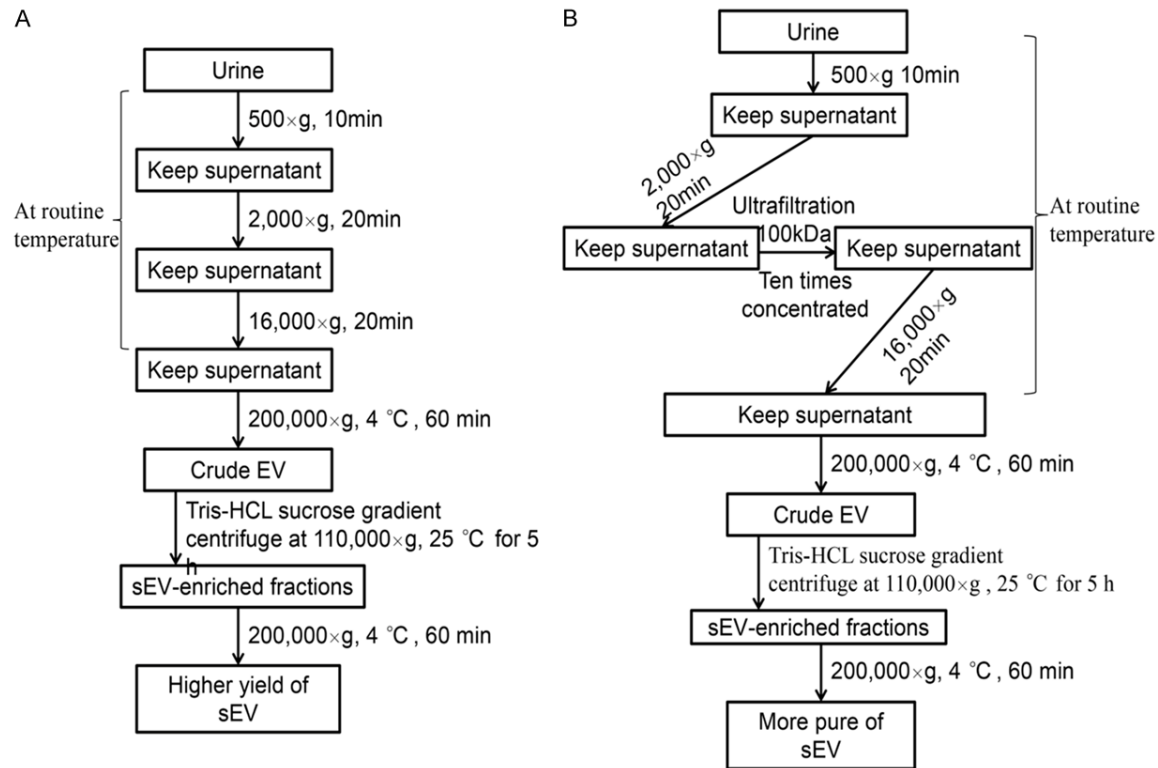 A
Urine
500×g, 10min
Keep supernatant
At routine
temperature
2,000×g, 20min
Keep supernatant
16,000×g, 20min
Keep supernatant
200,000×g, 4 ℃ , 60 min
Crude EV
Tris-HCL sucrose gradient
centrifuge at 110,000×g, 25 ℃ for 5
h
sEV-enriched fractions
200,000×g, 4 ℃ , 60 min
Higher yield of
sEV
B
Urine
500×g 10min
Keep supernatant
2,000×g
20min
Keep supernatant
Ultrafiltration
100kDa
Ten times
concentrated
Keep supernatant
At routine
temperature
16,000×g
20min
Keep supernatant
200,000×g, 4 ℃ , 60 min
Crude EV
Tris-HCL sucrose gradient
centrifuge at 110,000×g , 25 ℃ for 5 h
sEV-enriched fractions
200,000×g, 4 ℃ , 60 min
More pure of
sEV